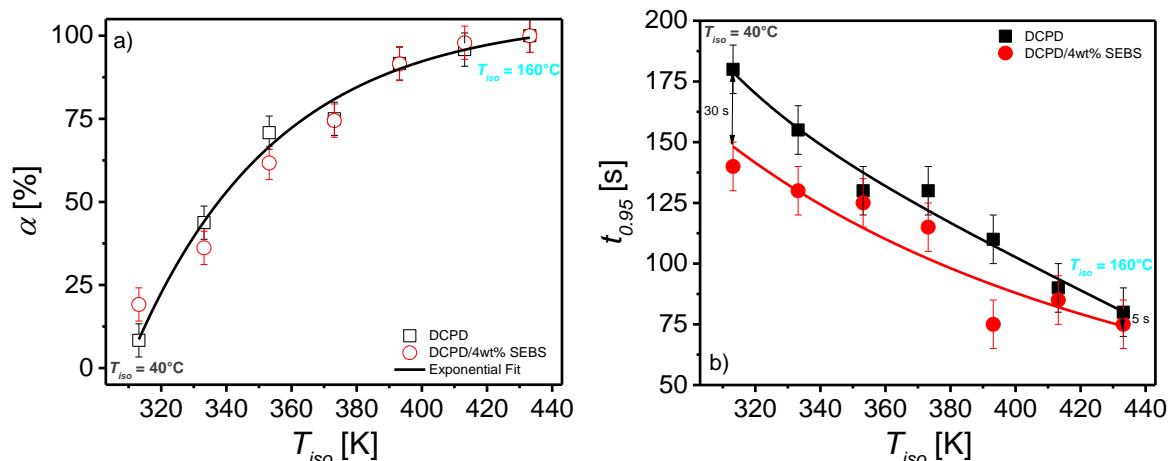 a)
T_iso = 160°C
100
75
50
25
0
α [%]
DCPD
DCPD/4wt% SEBS
Exponential Fit
T_iso = 40°C
320 340 360 380 400 420 440
T_iso [K]
200
175
150
125
100
75
50
t_0.95 [s]
T_iso = 40°C
DCPD
DCPD/4wt% SEBS
30 s
T_iso = 160°C
5 s
b)
320 340 360 380 400 420 440
T_iso [K]